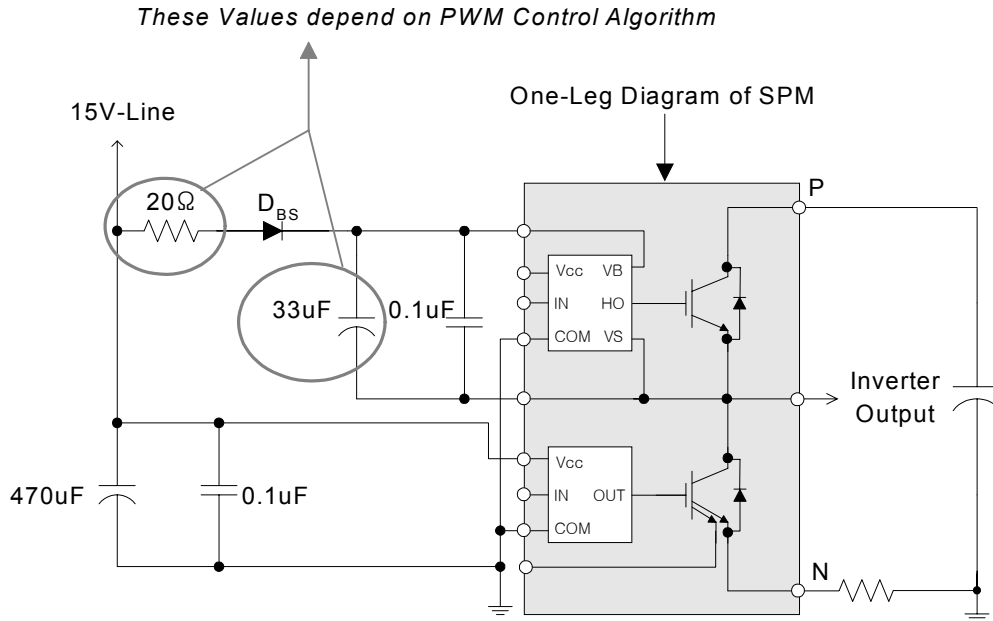 These Values depend on PWM Control Algorithm
15V-Line
One-Leg Diagram of SPM
P
20Ω
D_BS
Vcc
VB
IN
HO
COM
VS
33uF
0.1uF
Inverter
Output
Vcc
IN
OUT
COM
470uF
0.1uF
N